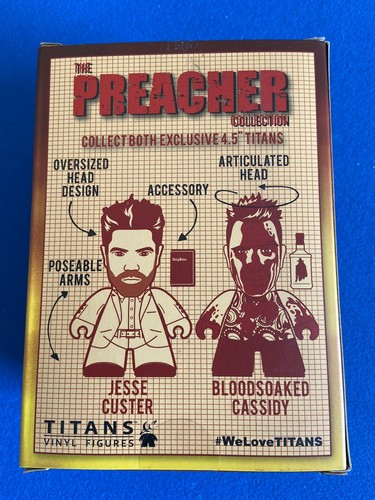 THE
PREACHER
COLLECTION
COLLECT BOTH EXCLUSIVE 4.5" TITANS
OVERSIZED
HEAD
DESIGN
ACCESSORY
ARTICULATED
HEAD
POSEABLE
ARMS
JESSE
CUSTER
BLOODSOAKED
CASSIDY
TITANS
VINYL FIGURES
#WeLoveTITANS